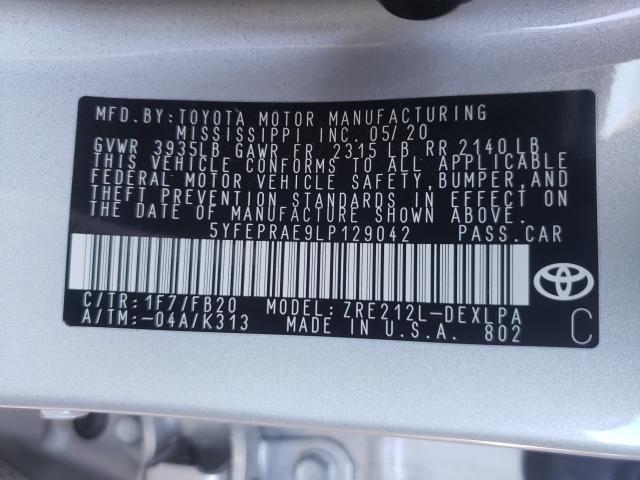 MFD.BY:TOYOTA MOTOR MANUFACTURING
MISSISSIPPI INC. 05/20
GVWR 3935LB GAWR FR 2315 LB RR 2140 LB
THIS VEHICLE CONFORMS TO ALL APPLICABLE
FEDERAL MOTOR VEHICLE SAFETY,BUMPER,AND
THEFT PREVENTION STANDARDS IN EFFECT ON
THE DATE OF MANUFACTURE SHOWN ABOVE.
5YFEPRAE9LP129042 PASS.CAR
C/TR:1F7/FB20 MODEL:ZRE212L-DEXLPA
A/TM:-04A/K313 MADE IN U.S.A. 802
C